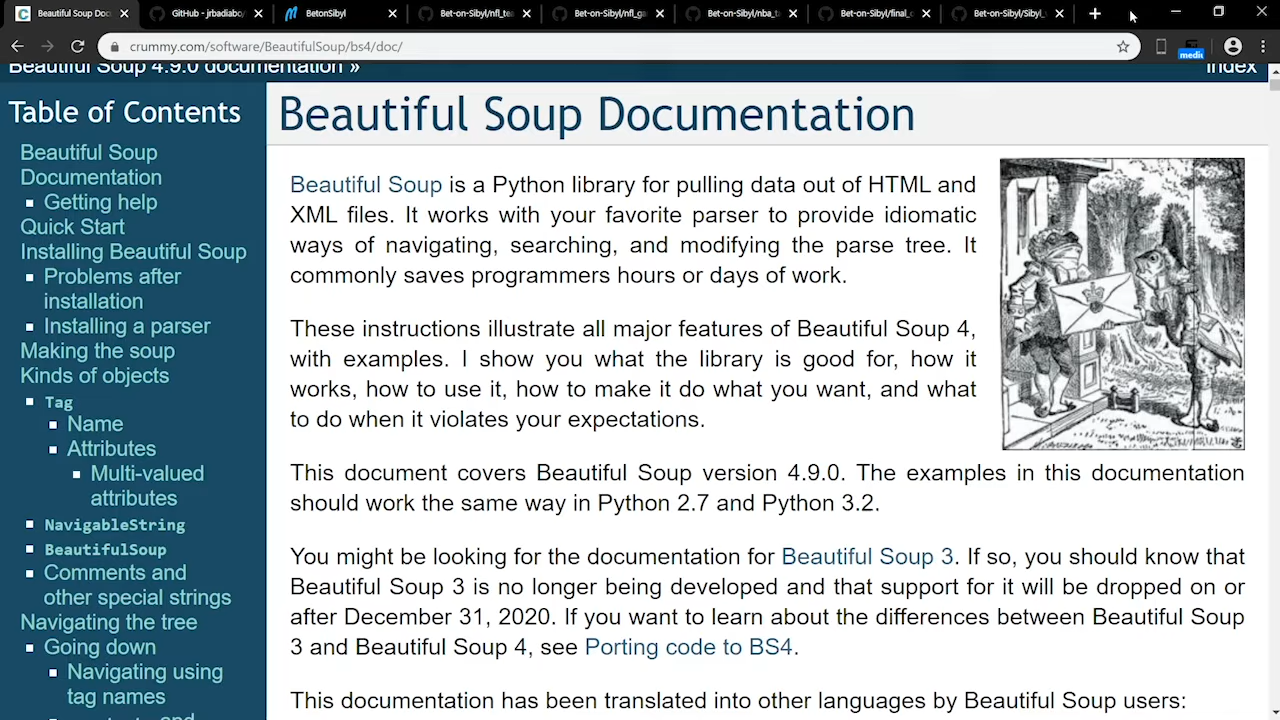 Beautiful Soup Doc
GitHub - jrbadiabo/
BetonSibyl
Bet-on-Sibyl/nfl_tea
Bet-on-Sibyl/nfl_ga
Bet-on-Sibyl/nba_ta
Bet-on-Sibyl/final_c
Bet-on-Sibyl/Sibyl_
crummy.com/software/BeautifulSoup/bs4/doc/
Beautiful Soup 4.9.0 documentation »
index
Table of Contents
Beautiful Soup
Documentation
Getting help
Quick Start
Installing Beautiful Soup
Problems after
installation
Installing a parser
Making the soup
Kinds of objects
Tag
Name
Attributes
Multi-valued
attributes
NavigableString
BeautifulSoup
Comments and
other special strings
Navigating the tree
Going down
Navigating using
tag names
and
Beautiful Soup Documentation
Beautiful Soup is a Python library for pulling data out of HTML and
XML files. It works with your favorite parser to provide idiomatic
ways of navigating, searching, and modifying the parse tree. It
commonly saves programmers hours or days of work.
These instructions illustrate all major features of Beautiful Soup 4,
with examples. I show you what the library is good for, how it
works, how to use it, how to make it do what you want, and what
to do when it violates your expectations.
This document covers Beautiful Soup version 4.9.0. The examples in this documentation
should work the same way in Python 2.7 and Python 3.2.
You might be looking for the documentation for Beautiful Soup 3. If so, you should know that
Beautiful Soup 3 is no longer being developed and that support for it will be dropped on or
after December 31, 2020. If you want to learn about the differences between Beautiful Soup
3 and Beautiful Soup 4, see Porting code to BS4.
This documentation has been translated into other languages by Beautiful Soup users: